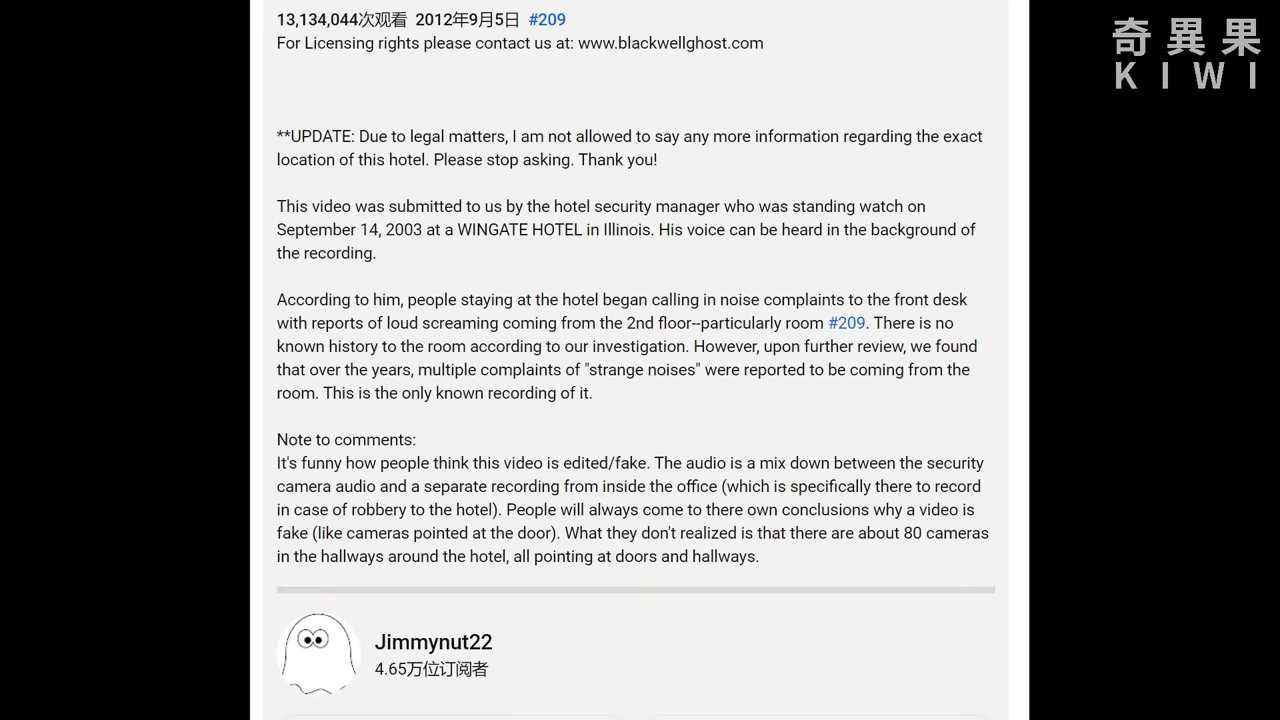 13,134,044次观看 2012年9月5日 #209
For Licensing rights please contact us at: www.blackwellghost.com
**UPDATE: Due to legal matters, I am not allowed to say any more information regarding the exact
location of this hotel. Please stop asking. Thank you!
This video was submitted to us by the hotel security manager who was standing watch on
September 14, 2003 at a WINGATE HOTEL in Illinois. His voice can be heard in the background of
the recording.
According to him, people staying at the hotel began calling in noise complaints to the front desk
with reports of loud screaming coming from the 2nd floor--particularly room #209. There is no
known history to the room according to our investigation. However, upon further review, we found
that over the years, multiple complaints of "strange noises" were reported to be coming from the
room. This is the only known recording of it.
Note to comments:
It's funny how people think this video is edited/fake. The audio is a mix down between the security
camera audio and a separate recording from inside the office (which is specifically there to record
in case of robbery to the hotel). People will always come to there own conclusions why a video is
fake (like cameras pointed at the door). What they don't realized is that there are about 80 cameras
in the hallways around the hotel, all pointing at doors and hallways.
Jimmynut22
4.65万位订阅者
奇異果
KIWI